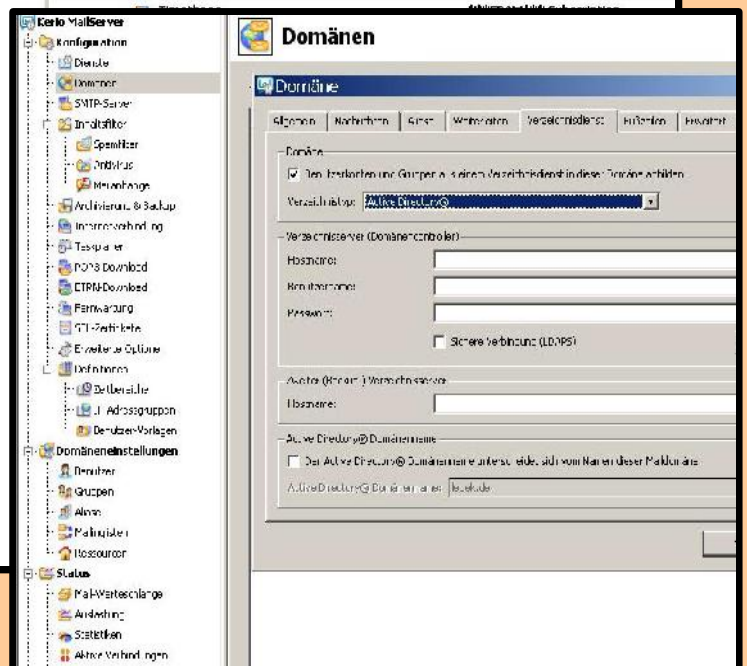 Kerio MailServer
Konfiguration
Dienste
Domänen
SMTP-Server
Inhaltsfilter
Spamfilter
Antivirus
Archivierung & Backup
Internetverbindung
Taskplaner
POP3-Download
ETRN-Download
Fernwartung
SSL-Zertifikate
Erweiterte Optionen
Definitionen
Zeitbereiche
IP-Adressgruppen
Benutzer-Vorlagen
Domäneneinstellungen
Benutzer
Gruppen
Aliase
Mailinglisten
Ressourcen
Status
Mail-Warteschlange
Auslastung
Statistiken
Aktive Verbindungen
Domänen
Domäne
Allgemein Nachrichten Weiterleiten Verzeichnisdienst Fußzeilen Erweitert
Domäne
Benutzerkonten und Gruppen aus einem Verzeichnisdienst in dieser Domäne abbilden
Verzeichnistyp: Active Directory®
Verzeichnisserver (Domänencontroller)
Hostname:
Benutzername:
Passwort:
Sichere Verbindung (LDAPS)
Zweiter (Backup-) Verzeichnisserver
Hostname:
Active Directory® Domänenname
Der Active Directory® Domänenname unterscheidet sich vom Namen dieser Maildomäne
Active Directory® Domänenname: